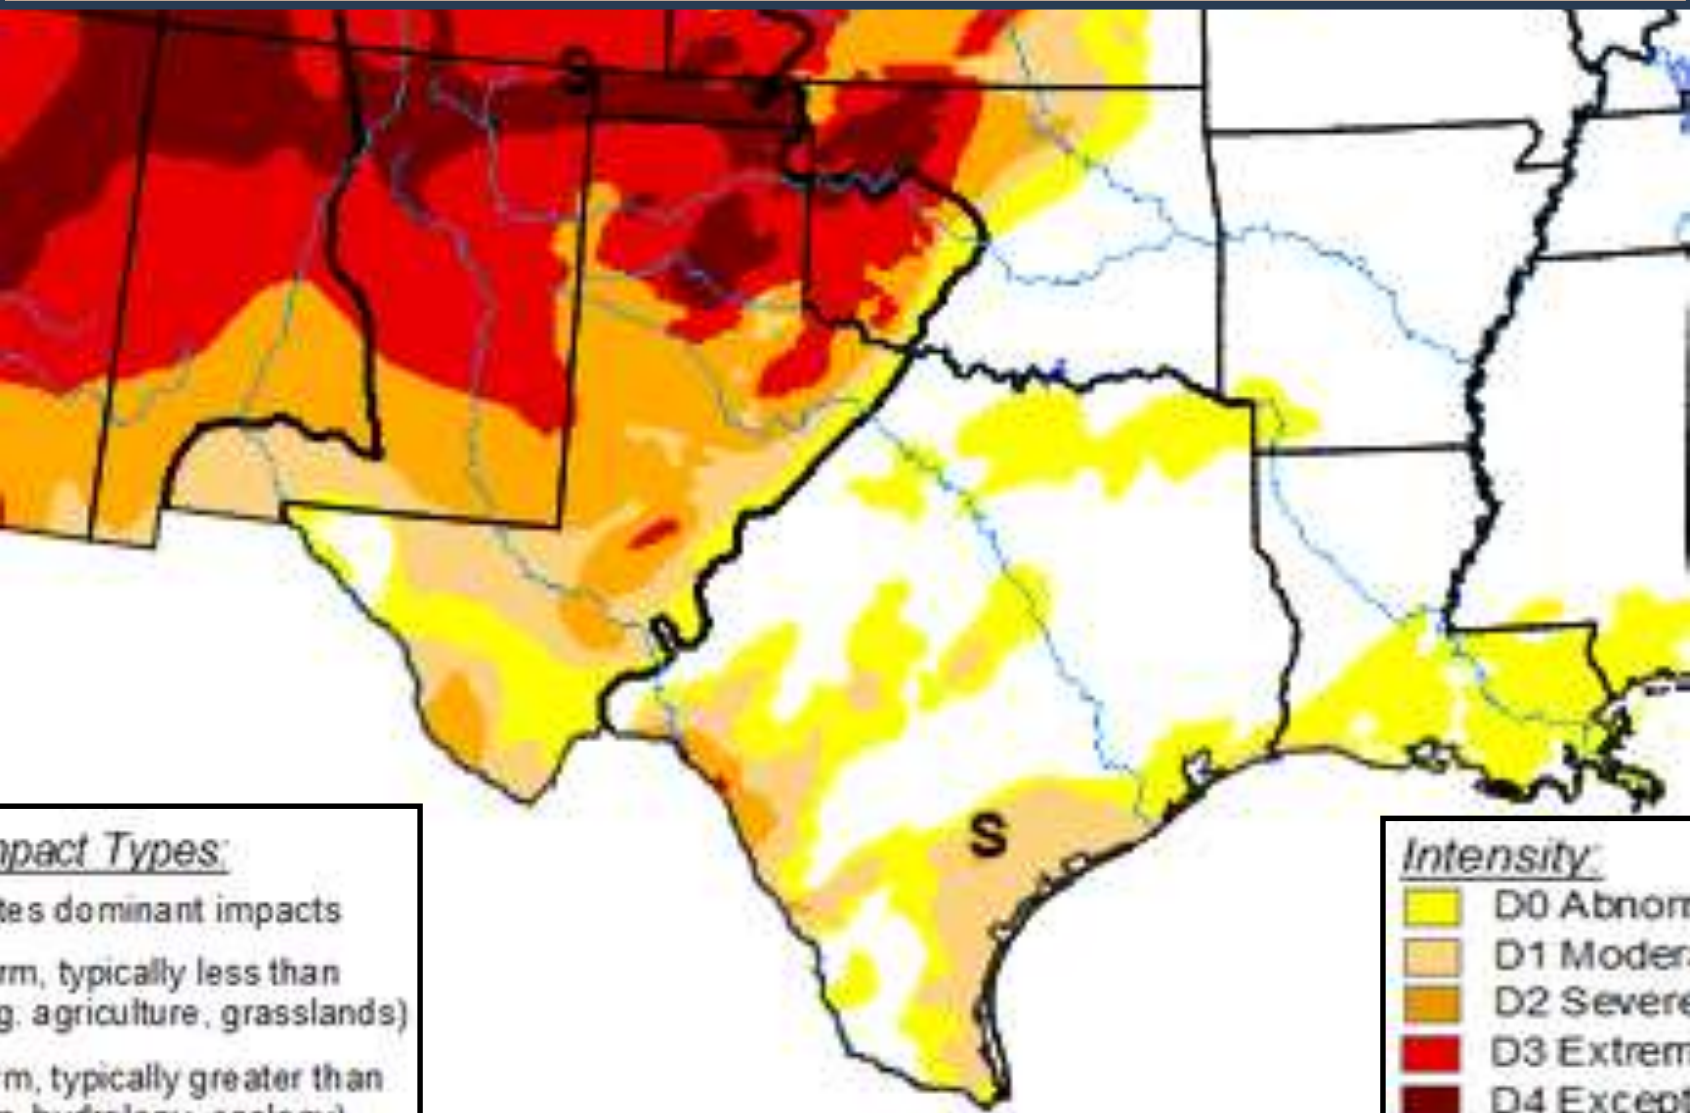 S
S
mpact Types:
tes dominant impacts
rm, typically less than
g. agriculture, grasslands)
rm, typically greater than
Intensity:
D0 Abnorm
D1 Modera
D2 Severe
D3 Extrem
D4 Except